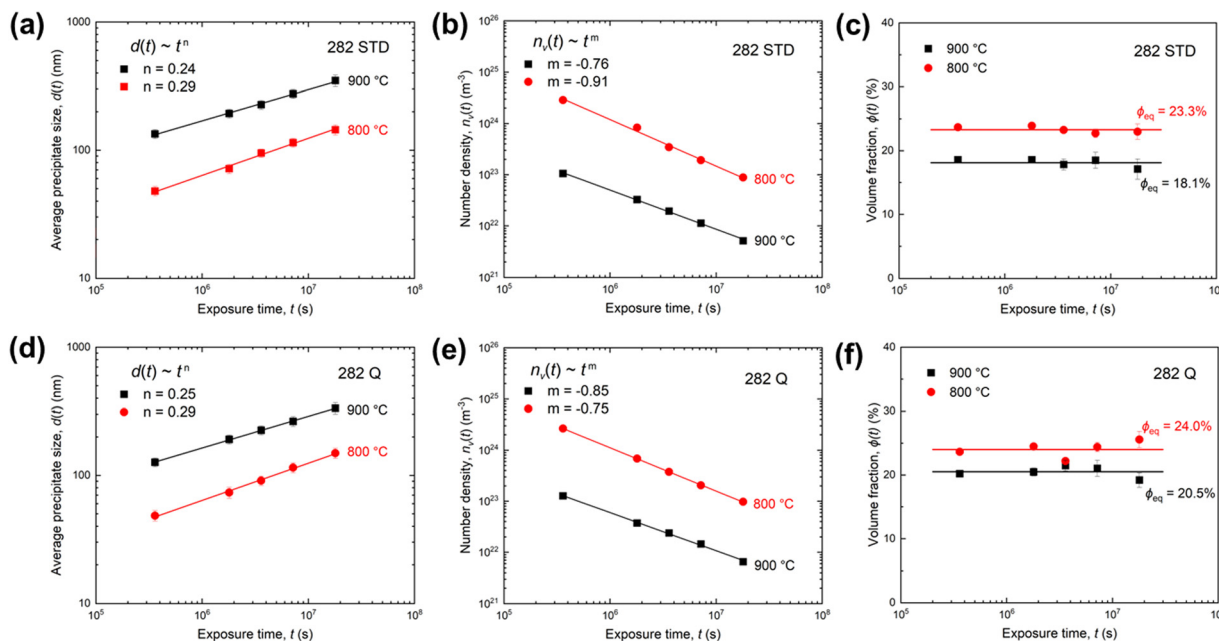 (a)
d(t) ~ tⁿ
282 STD
n = 0.24
n = 0.29
900 °C
800 °C
1000
100
10
Average precipitate size, d(t) (nm)
10⁵ 10⁶ 10⁷ 10⁸
Exposure time, t (s)
(b)
nᵥ(t) ~ tᵐ
282 STD
m = -0.76
m = -0.91
800 °C
900 °C
10²⁶
10²⁵
10²⁴
10²³
10²²
10²¹
Number density, nᵥ(t) (m⁻³)
10⁵ 10⁶ 10⁷ 10⁸
Exposure time, t (s)
(c)
900 °C
800 °C
282 STD
ϕeq = 23.3%
ϕeq = 18.1%
40
30
20
10
0
Volume fraction, ϕ(t) (%)
10⁵ 10⁶ 10⁷ 10⁸
Exposure time, t (s)
(d)
d(t) ~ tⁿ
282 Q
n = 0.25
n = 0.29
900 °C
800 °C
1000
100
10
Average precipitate size, d(t) (nm)
10⁵ 10⁶ 10⁷ 10⁸
Exposure time, t (s)
(e)
nᵥ(t) ~ tᵐ
282 Q
m = -0.85
m = -0.75
800 °C
900 °C
10²⁶
10²⁵
10²⁴
10²³
10²²
10²¹
Number density, nᵥ(t) (m⁻³)
10⁵ 10⁶ 10⁷ 10⁸
Exposure time, t (s)
(f)
900 °C
800 °C
282 Q
ϕeq = 24.0%
ϕeq = 20.5%
40
30
20
10
0
Volume fraction, ϕ(t) (%)
10⁵ 10⁶ 10⁷ 10⁸
Exposure time, t (s)